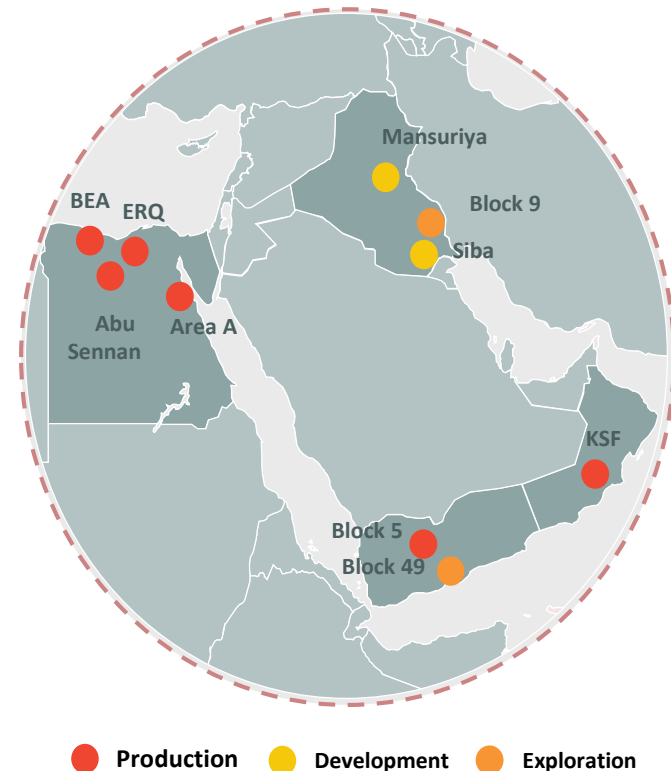 Mansuriya
BEA
ERQ
Block 9
Siba
Abu
Sennan
Area A
KSF
Block 5
Block 49
Production
Development
Exploration